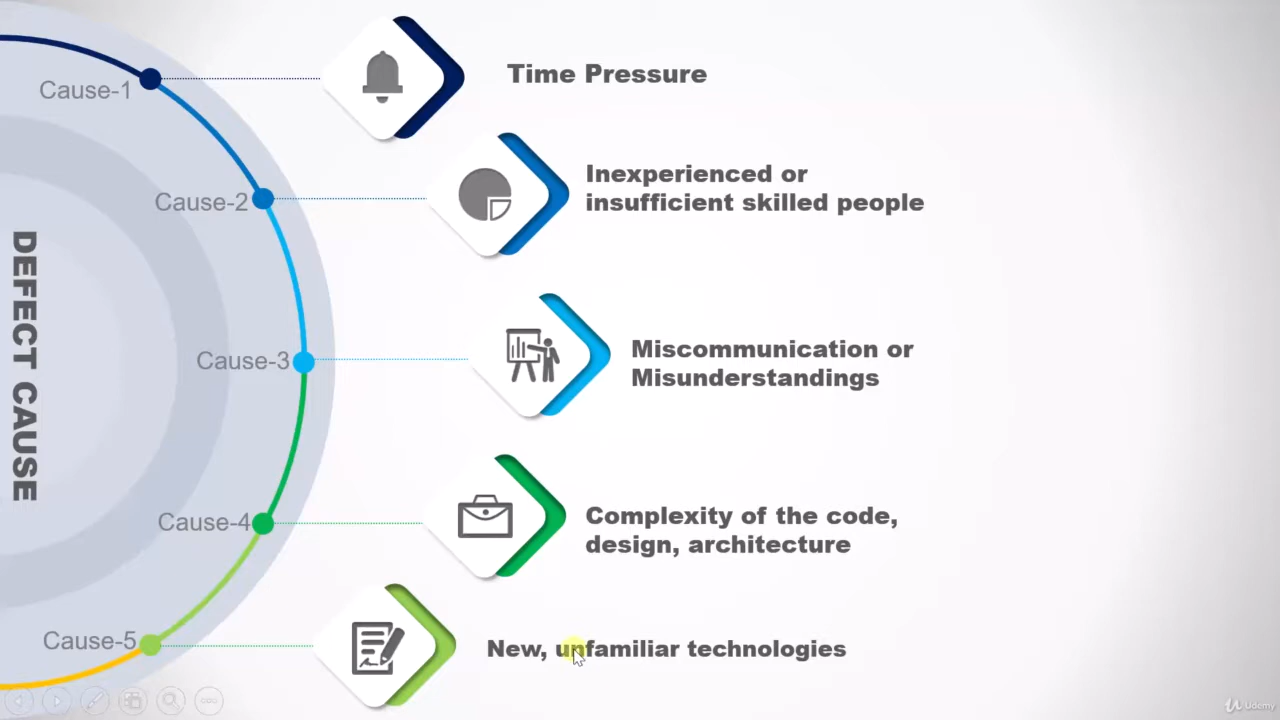 DEFECT CAUSE
Cause-1
Time Pressure
Cause-2
Inexperienced or
insufficient skilled people
Cause-3
Miscommunication or
Misunderstandings
Cause-4
Complexity of the code,
design, architecture
Cause-5
New, unfamiliar technologies
Udemy